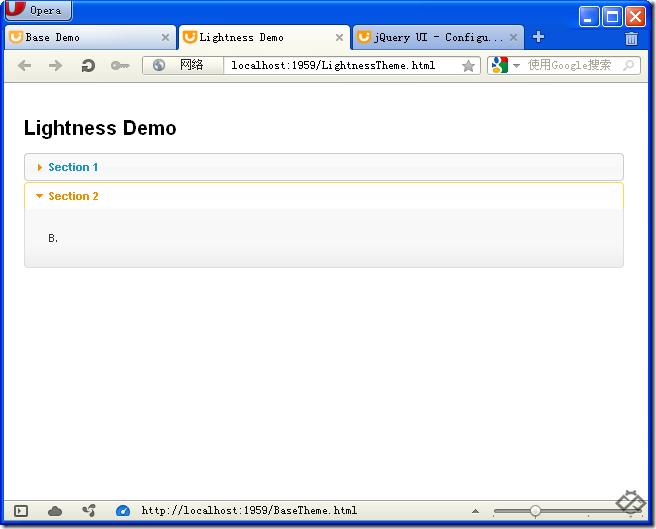 Opera
Base Demo
Lightness Demo
jQuery UI - Configu...
网络
localhost:1959/LightnessTheme.html
使用Google搜索
Lightness Demo
Section 1
Section 2
B.
http://localhost:1959/BaseTheme.html